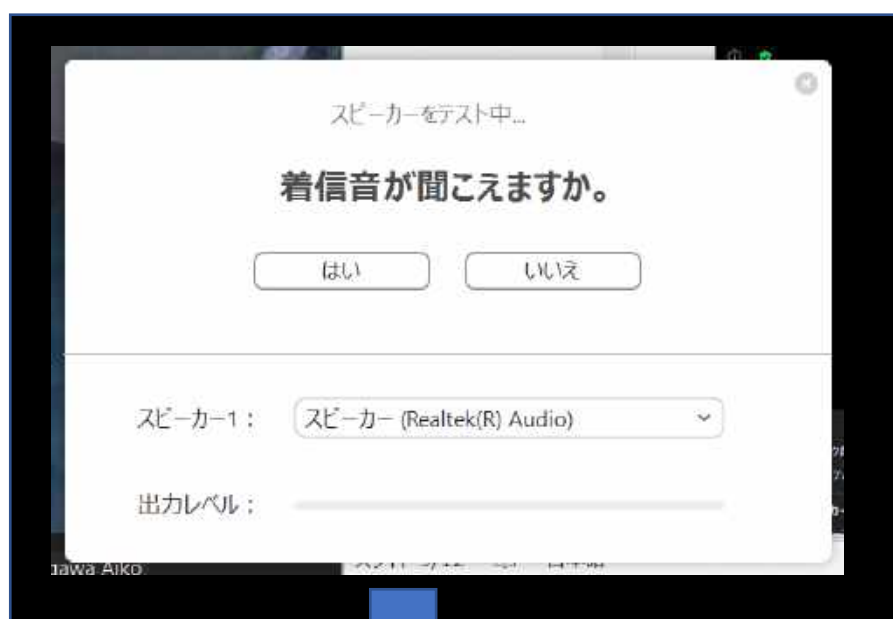 スピーカーをテスト中...
着信音が聞こえますか。
はい
いいえ
スピーカー1：
スピーカー (Realtek(R) Audio)
出力レベル：
Aiko